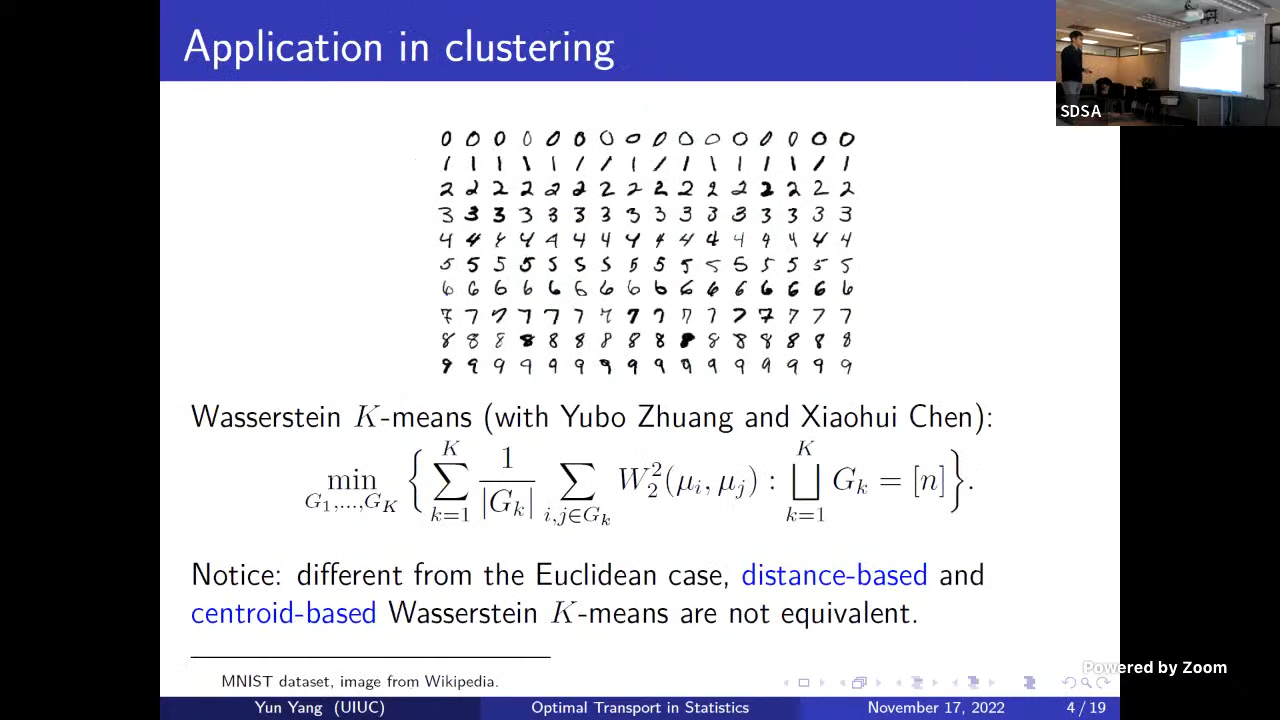 Application in clustering
SDSA
0 0 0 0 0 0 0 0 0 0 0 0 0 0 0 0
1 1 1 1 1 1 1 1 1 1 1 1 1 1 1 1
2 2 2 2 2 2 2 2 2 2 2 2 2 2 2 2
3 3 3 3 3 3 3 3 3 3 3 3 3 3 3 3
4 4 4 4 4 4 4 4 4 4 4 4 4 4 4 4
5 5 5 5 5 5 5 5 5 5 5 5 5 5 5 5
6 6 6 6 6 6 6 6 6 6 6 6 6 6 6 6
7 7 7 7 7 7 7 7 7 7 7 7 7 7 7 7
8 8 8 8 8 8 8 8 8 8 8 8 8 8 8 8
9 9 9 9 9 9 9 9 9 9 9 9 9 9 9 9
Wasserstein K-means (with Yubo Zhuang and Xiaohui Chen):
min_{G_1,...,G_K} { \sum_{k=1}^{K} \frac{1}{|G_k|} \sum_{i,j∈G_k} W_2^2(μ_i, μ_j) : \bigsqcup_{k=1}^{K} G_k = [n] }.
Notice: different from the Euclidean case, distance-based and
centroid-based Wasserstein K-means are not equivalent.
MNIST dataset, image from Wikipedia.
Powered by Zoom
Yun Yang (UIUC) Optimal Transport in Statistics November 17, 2022 4 / 19